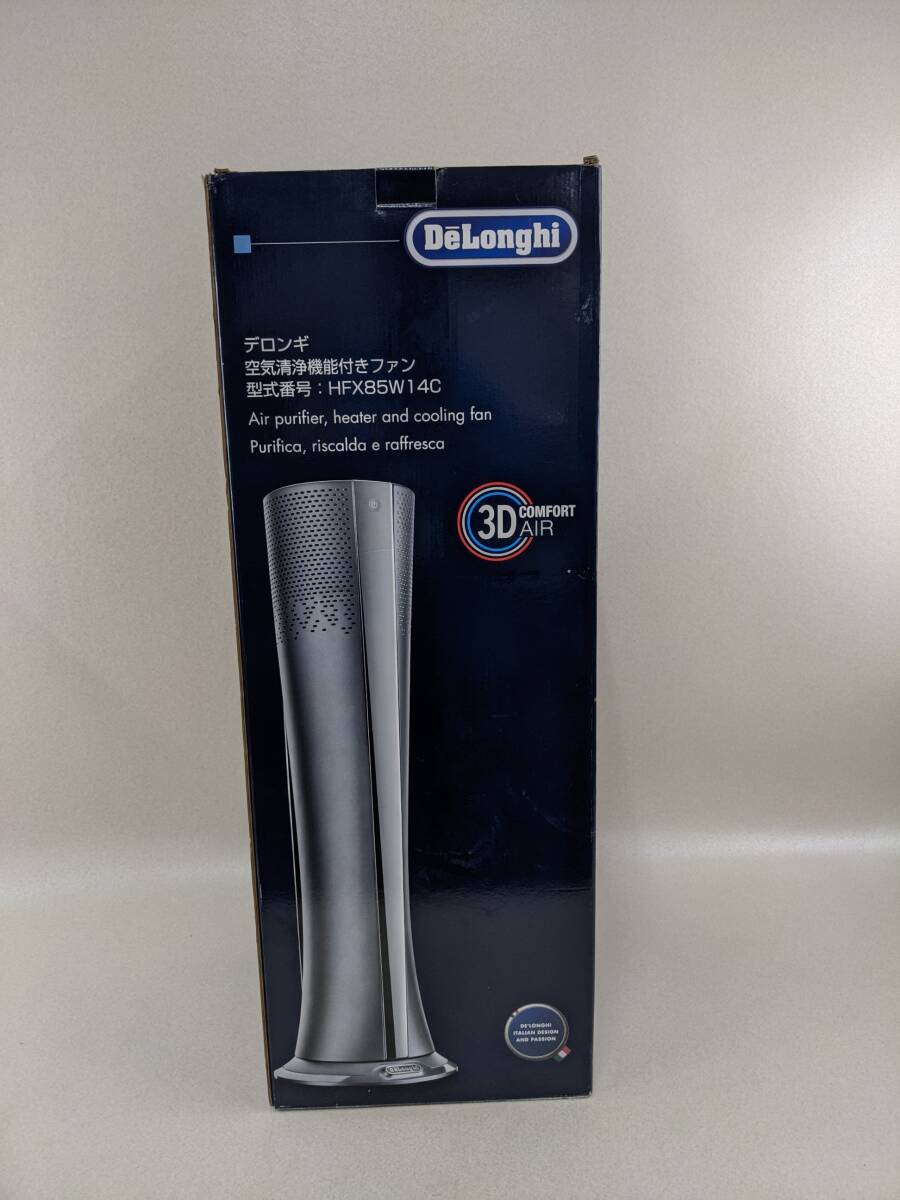 DēLonghi
デロンギ
空気清浄機能付きファン
型式番号：HFX85W14C
Air purifier, heater and cooling fan
Purifica, riscalda e raffresca
3D COMFORT
AIR
DE'LONGHI
ITALIAN DESIGN
AND PASSION
DēLonghi